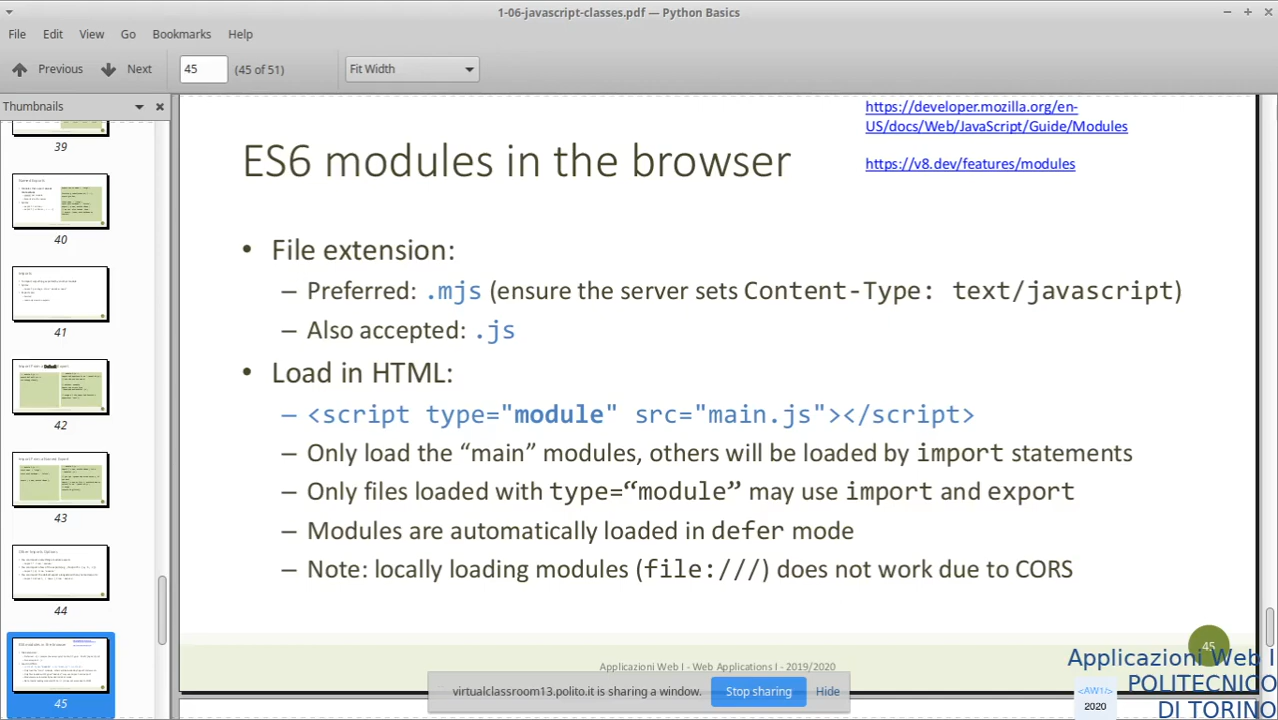 1-06-javascript-classes.pdf — Python Basics
File Edit View Go Bookmarks Help
Previous Next 45 (45 of 51) Fit Width
Thumbnails
39
40
41
42
43
44
45
https://developer.mozilla.org/en-
US/docs/Web/JavaScript/Guide/Modules
https://v8.dev/features/modules
ES6 modules in the browser
• File extension:
– Preferred: .mjs (ensure the server sets Content-Type: text/javascript)
– Also accepted: .js
• Load in HTML:
– <script type="module" src="main.js"></script>
– Only load the “main” modules, others will be loaded by import statements
– Only files loaded with type=“module” may use import and export
– Modules are automatically loaded in defer mode
– Note: locally loading modules (file:///) does not work due to CORS
45
Applicazioni Web I - Web Applications I - 2019/2020
virtualclassroom13.polito.it is sharing a window. Stop sharing Hide
Applicazioni Web I
POLITECNICO
DI TORINO
<AW1/>
2020